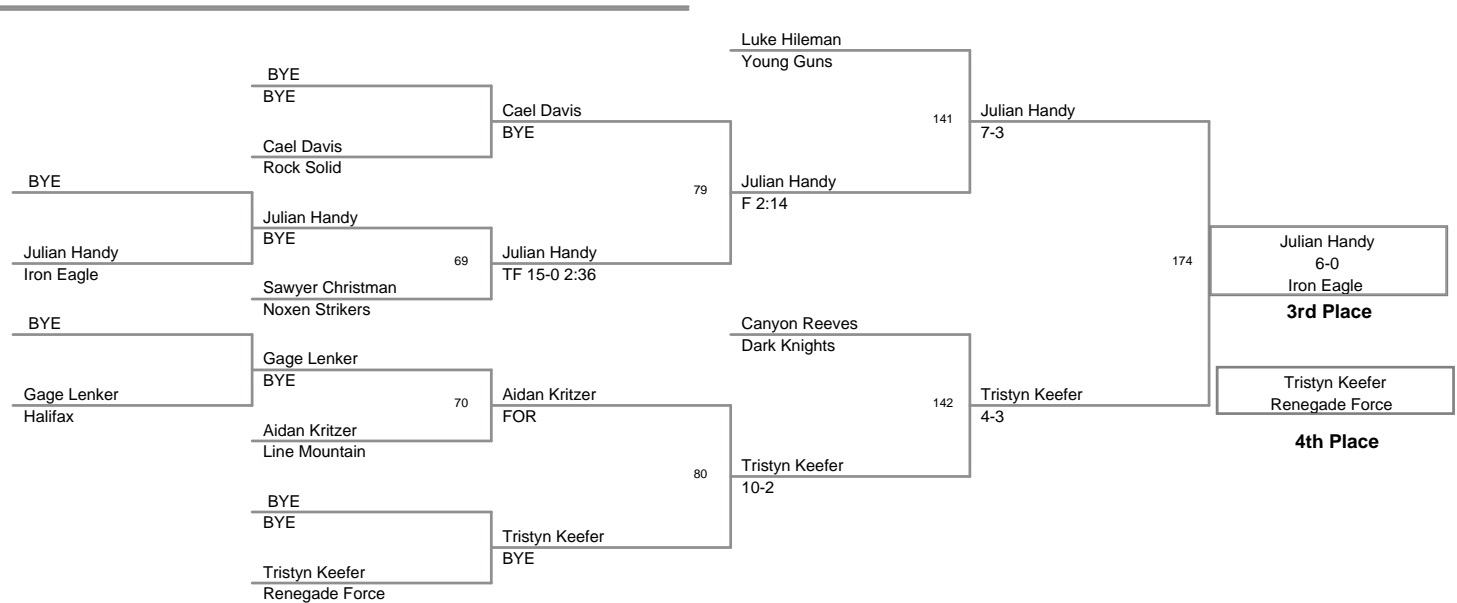 Luke Hileman
Young Guns
BYE
BYE
Cael Davis
BYE
141
Julian Handy
7-3
Cael Davis
Rock Solid
BYE
79
Julian Handy
F 2:14
Julian Handy
BYE
Julian Handy
Iron Eagle
69
Julian Handy
TF 15-0 2:36
174
Julian Handy
6-0
Iron Eagle
3rd Place
Sawyer Christman
Noxen Strikers
BYE
Canyon Reeves
Dark Knights
Gage Lenker
BYE
Gage Lenker
Halifax
70
Aidan Kritzer
FOR
142
Tristyn Keefer
4-3
Tristyn Keefer
Renegade Force
4th Place
Aidan Kritzer
Line Mountain
80
Tristyn Keefer
10-2
BYE
BYE
Tristyn Keefer
BYE
Tristyn Keefer
Renegade Force